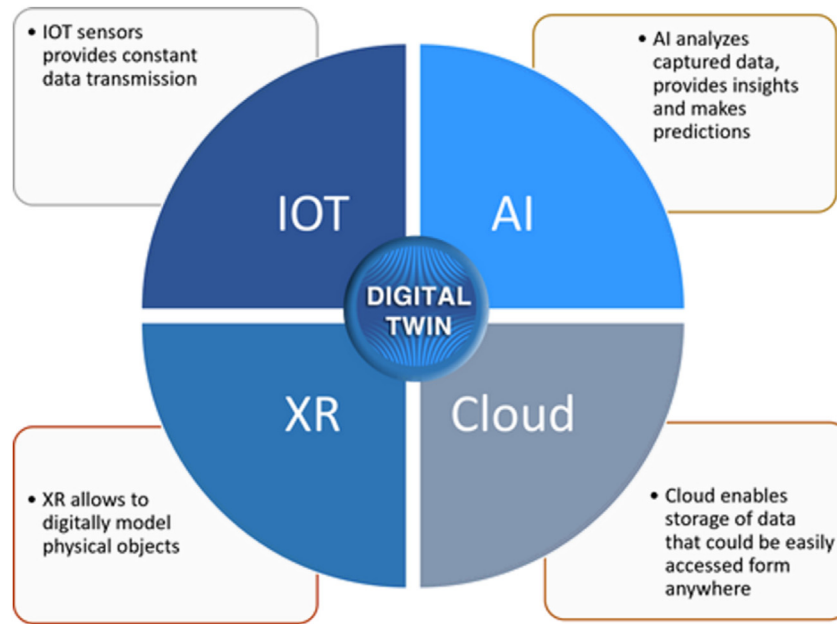 • IOT sensors
provides constant
data transmission
• AI analyzes
captured data,
provides insights
and makes
predictions
IOT
AI
DIGITAL
TWIN
XR
Cloud
• XR allows to
digitally model
physical objects
• Cloud enables
storage of data
that could be easily
accessed form
anywhere